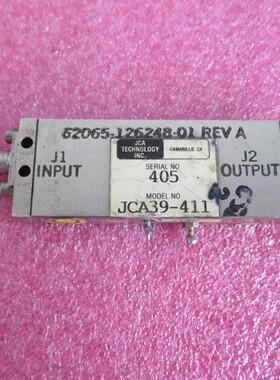 62065-126248-01 REV A
JCA TECHNOLOGY INC. CAMARILLO, CA
J1 INPUT
SERIAL NO
405
J2 OUTPUT
MODEL NO
JCA39-411